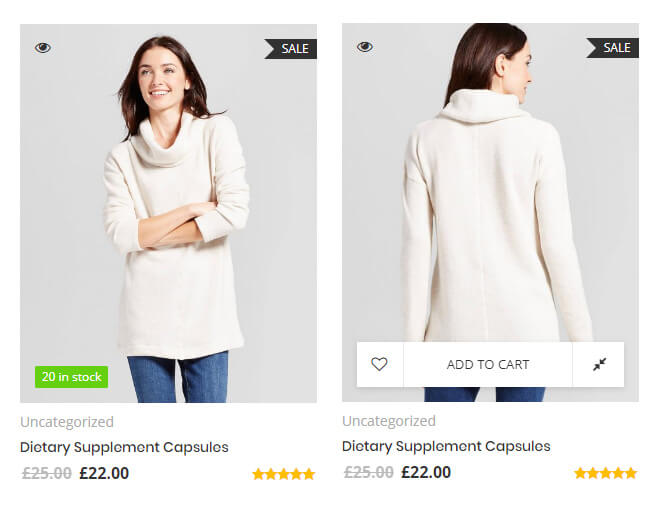 SALE
20 in stock
Uncategorized
Dietary Supplement Capsules
£25.00 £22.00
SALE
ADD TO CART
Uncategorized
Dietary Supplement Capsules
£25.00 £22.00